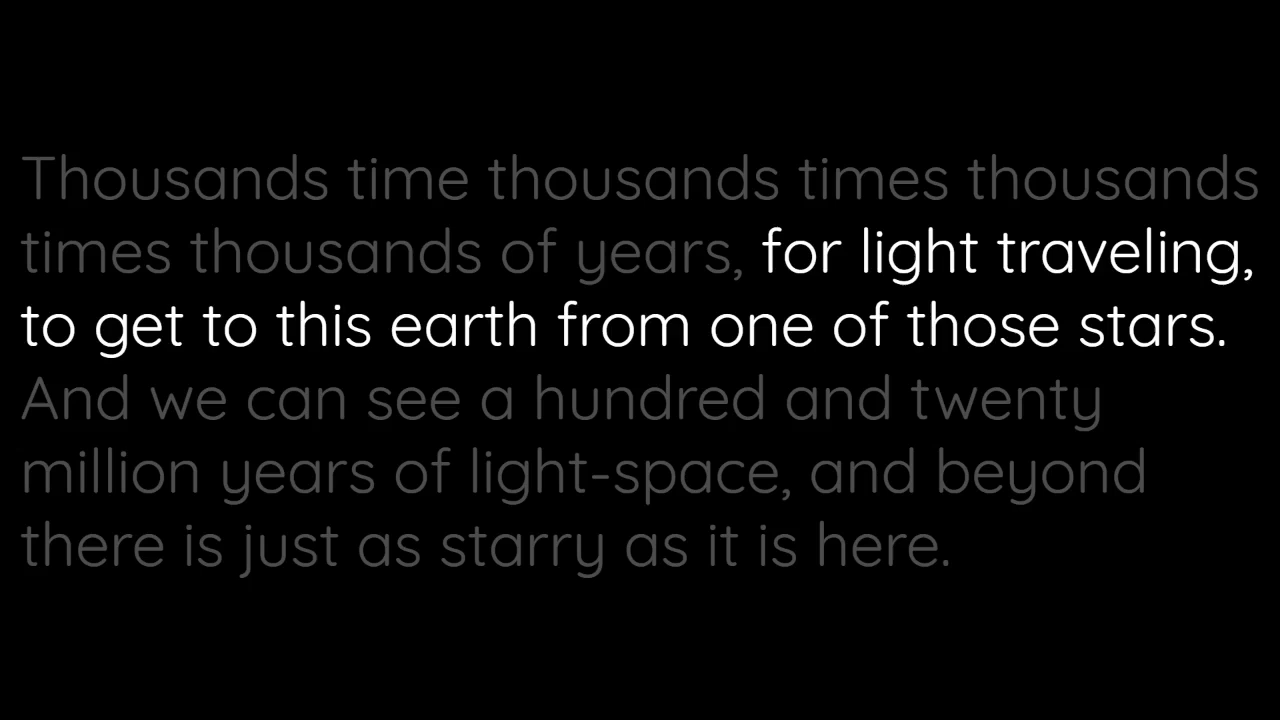 Thousands time thousands times thousands
times thousands of years, for light traveling,
to get to this earth from one of those stars.
And we can see a hundred and twenty
million years of light-space, and beyond
there is just as starry as it is here.